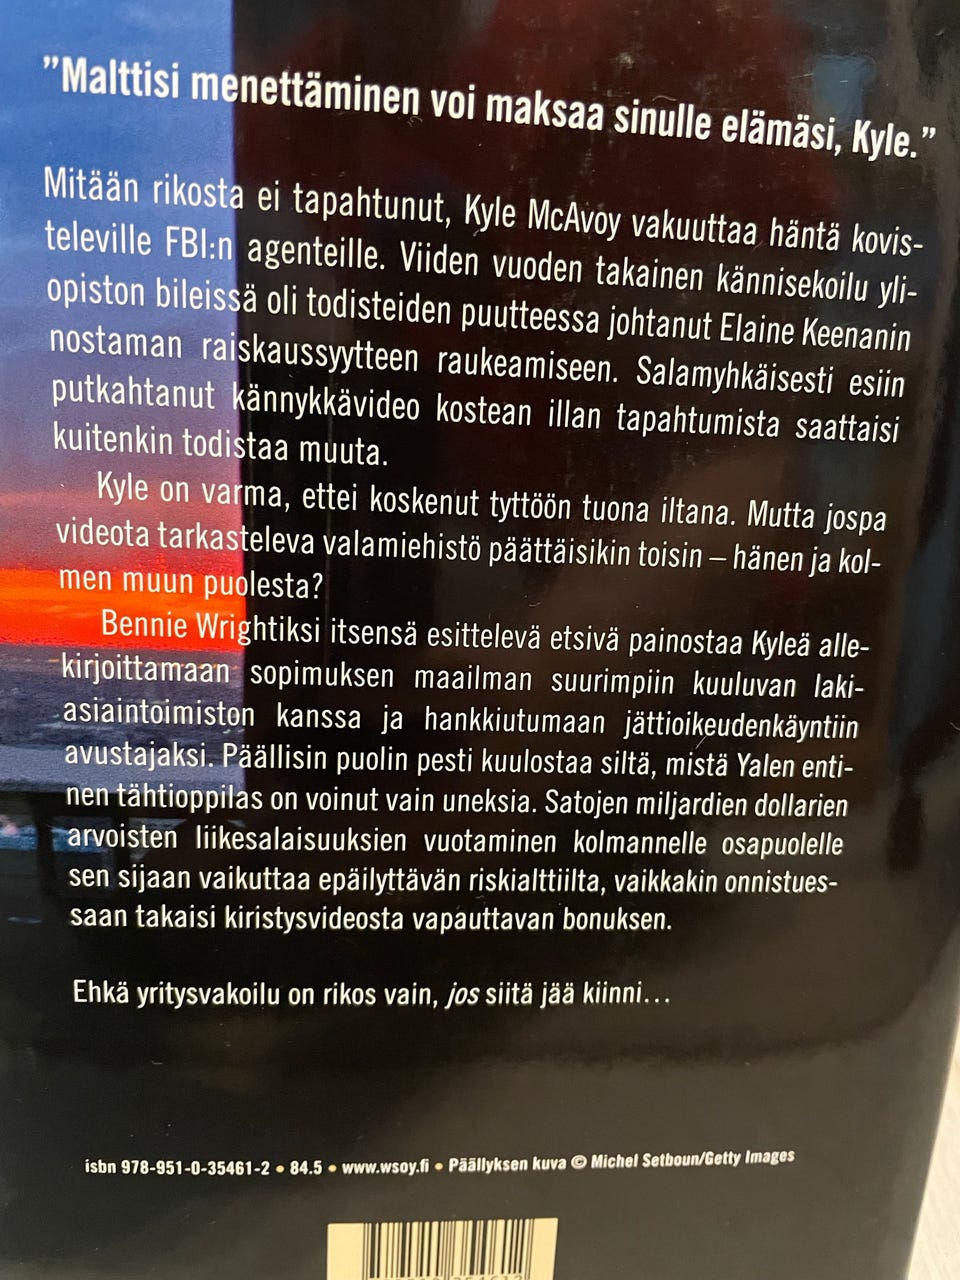 ”Malttisi menettäminen voi maksaa sinulle elämäsi, Kyle.”
Mitään rikosta ei tapahtunut, Kyle McAvoy vakuuttaa häntä kovis-
televille FBI:n agenteille. Viiden vuoden takainen kännisekoilu yli-
opiston bileissä oli todisteiden puutteessa johtanut Elaine Keenanin
nostaman raiskaussyytteen raukeamiseen. Salamyhkäisesti esiin
putkahtanut kännykkävideo kostean illan tapahtumista saattaisi
kuitenkin todistaa muuta.
Kyle on varma, ettei koskenut tyttöön tuona iltana. Mutta jospa
videota tarkasteleva valamiehistö päättäisikin toisin – hänen ja kol-
men muun puolesta?
Bennie Wrightiksi itsensä esittelevä etsivä painostaa Kyleä alle-
kirjoittamaan sopimuksen maailman suurimpiin kuuluvan laki-
asiaintoimiston kanssa ja hankkiutumaan jättioikeudenkäyntiin
avustajaksi. Päällisin puolin pesti kuulostaa siltä, mistä Yalen enti-
nen tähtioppilas on voinut vain uneksia. Satojen miljardien dollarien
arvoisten liikesalaisuuksien vuotaminen kolmannelle osapuolelle
sen sijaan vaikuttaa epäilyttävän riskialttiilta, vaikkakin onnistues-
saan takaisi kiristysvideosta vapauttavan bonuksen.
Ehkä yritysvakoilu on rikos vain, jos siitä jää kiinni...
isbn 978-951-0-35461-2 • 84.5 • www.wsoy.fi • Päällyksen kuva © Michel Setboun/Getty Images